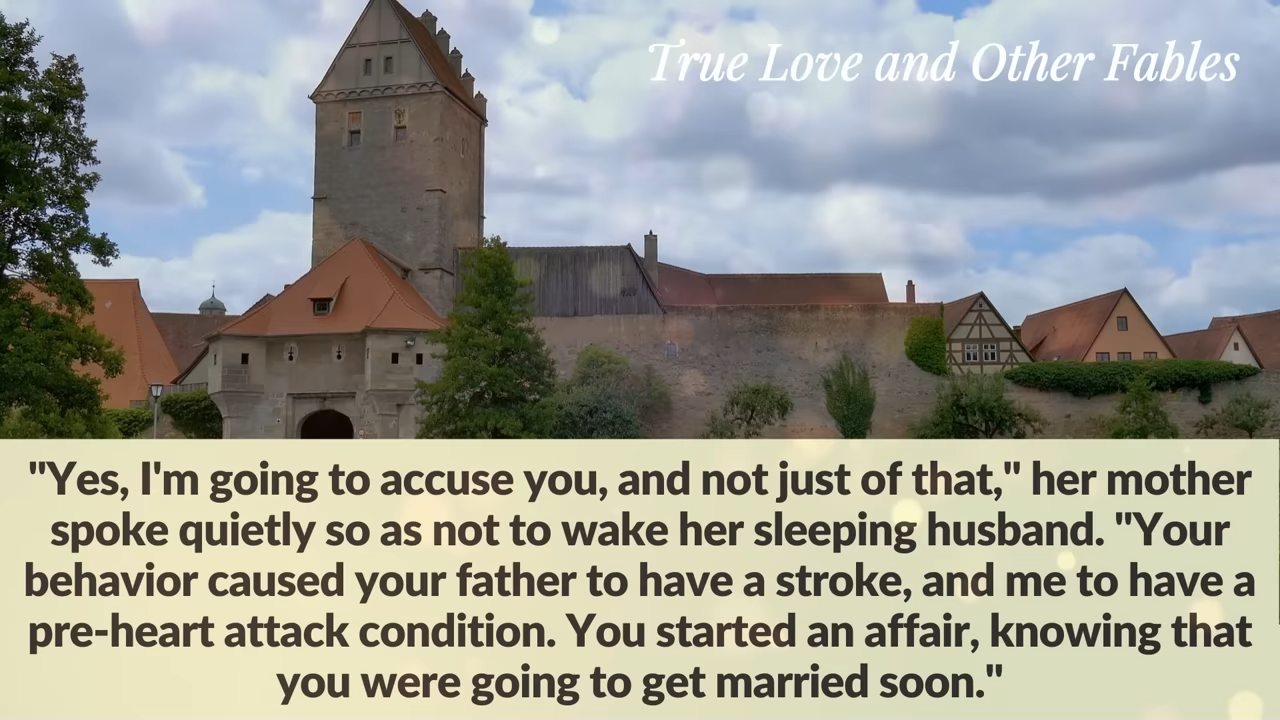 True Love and Other Fables
"Yes, I'm going to accuse you, and not just of that," her mother
spoke quietly so as not to wake her sleeping husband. "Your
behavior caused your father to have a stroke, and me to have a
pre-heart attack condition. You started an affair, knowing that
you were going to get married soon."